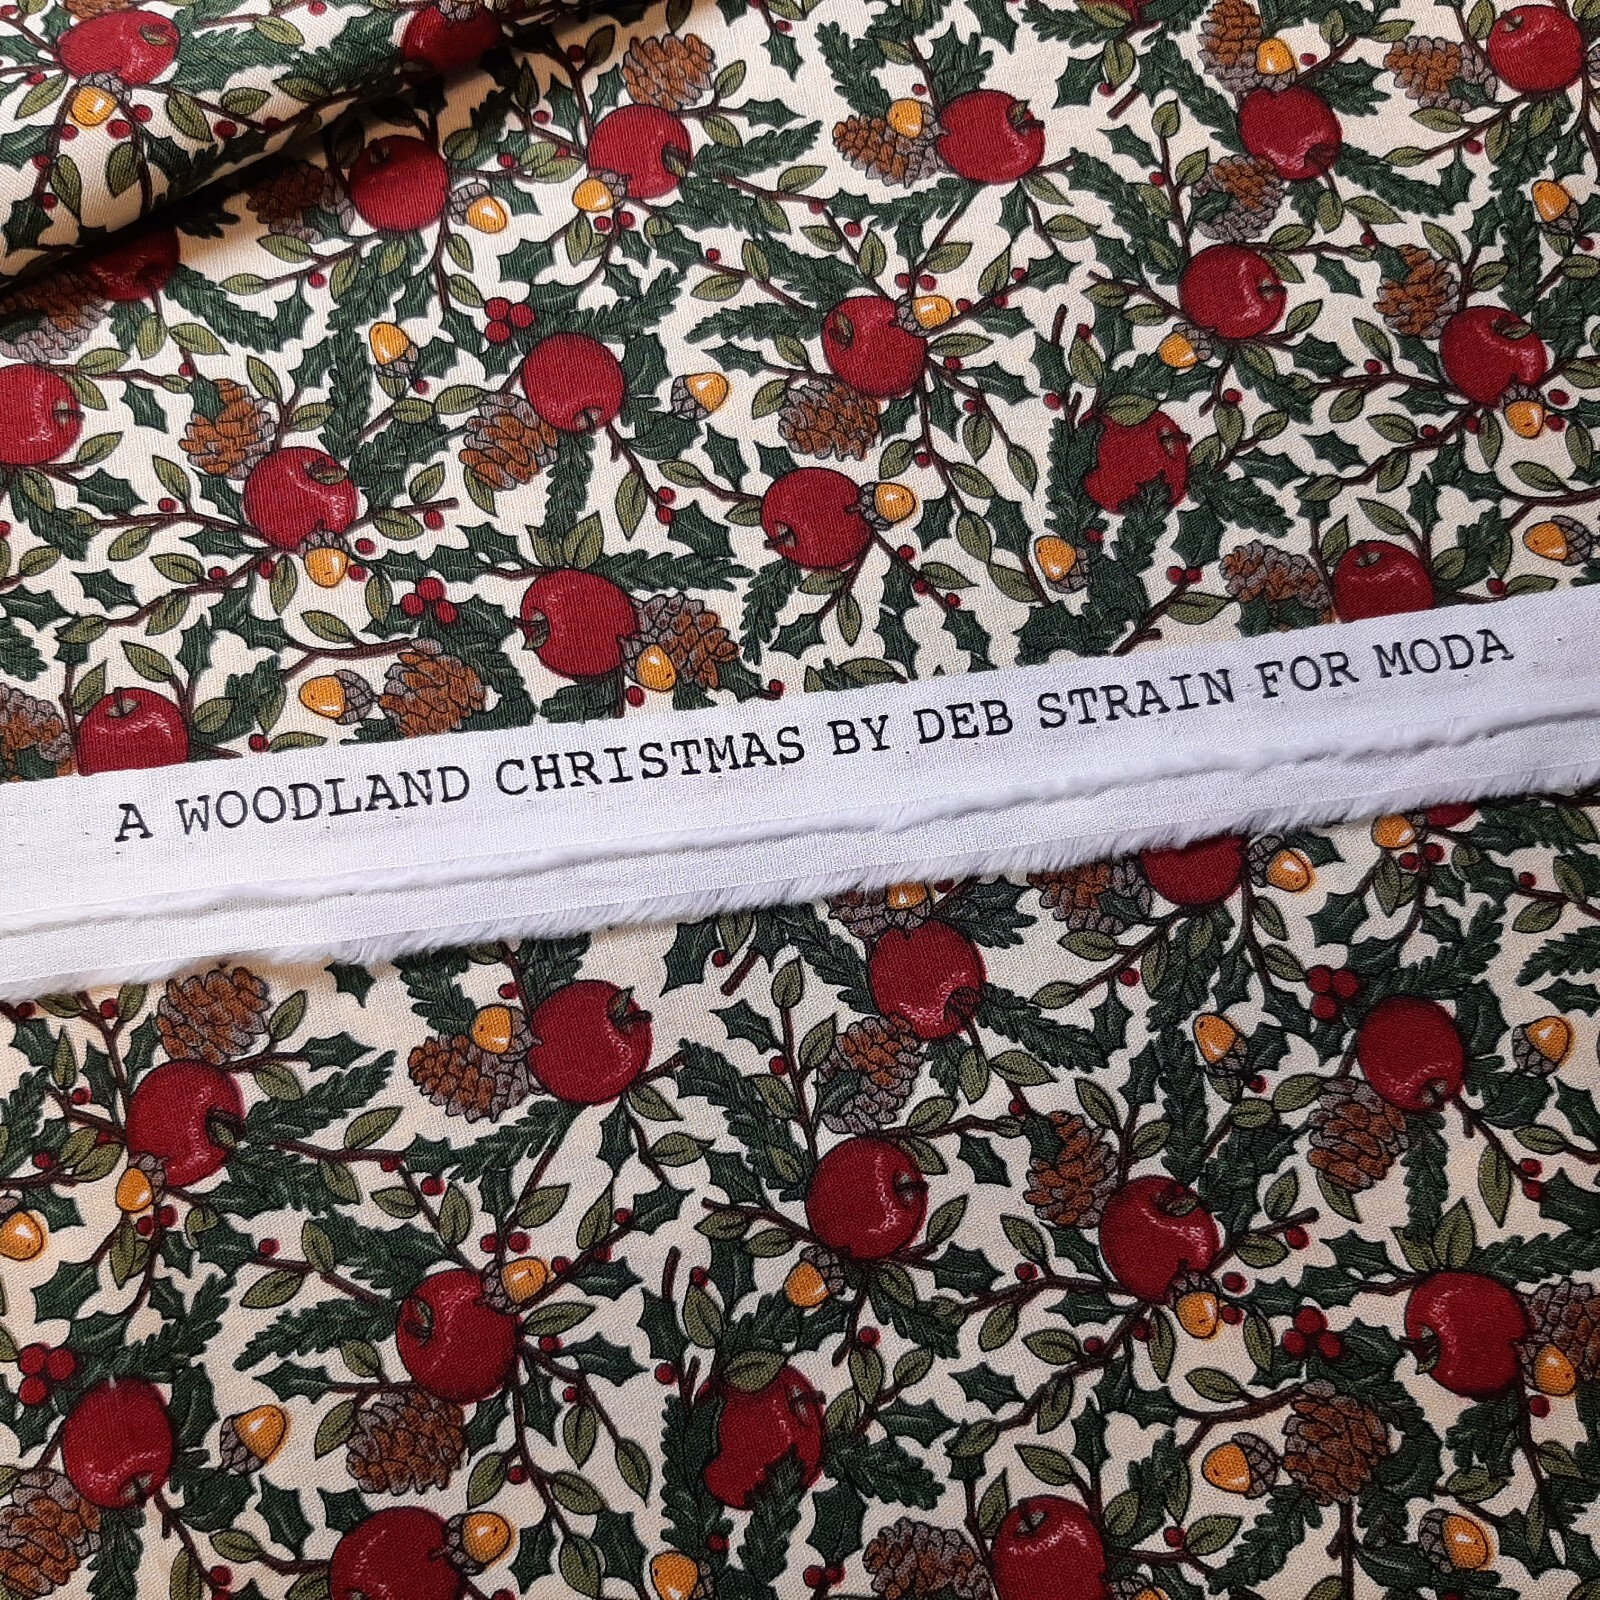 A WOODLAND CHRISTMAS BY DEB STRAIN FOR MODA